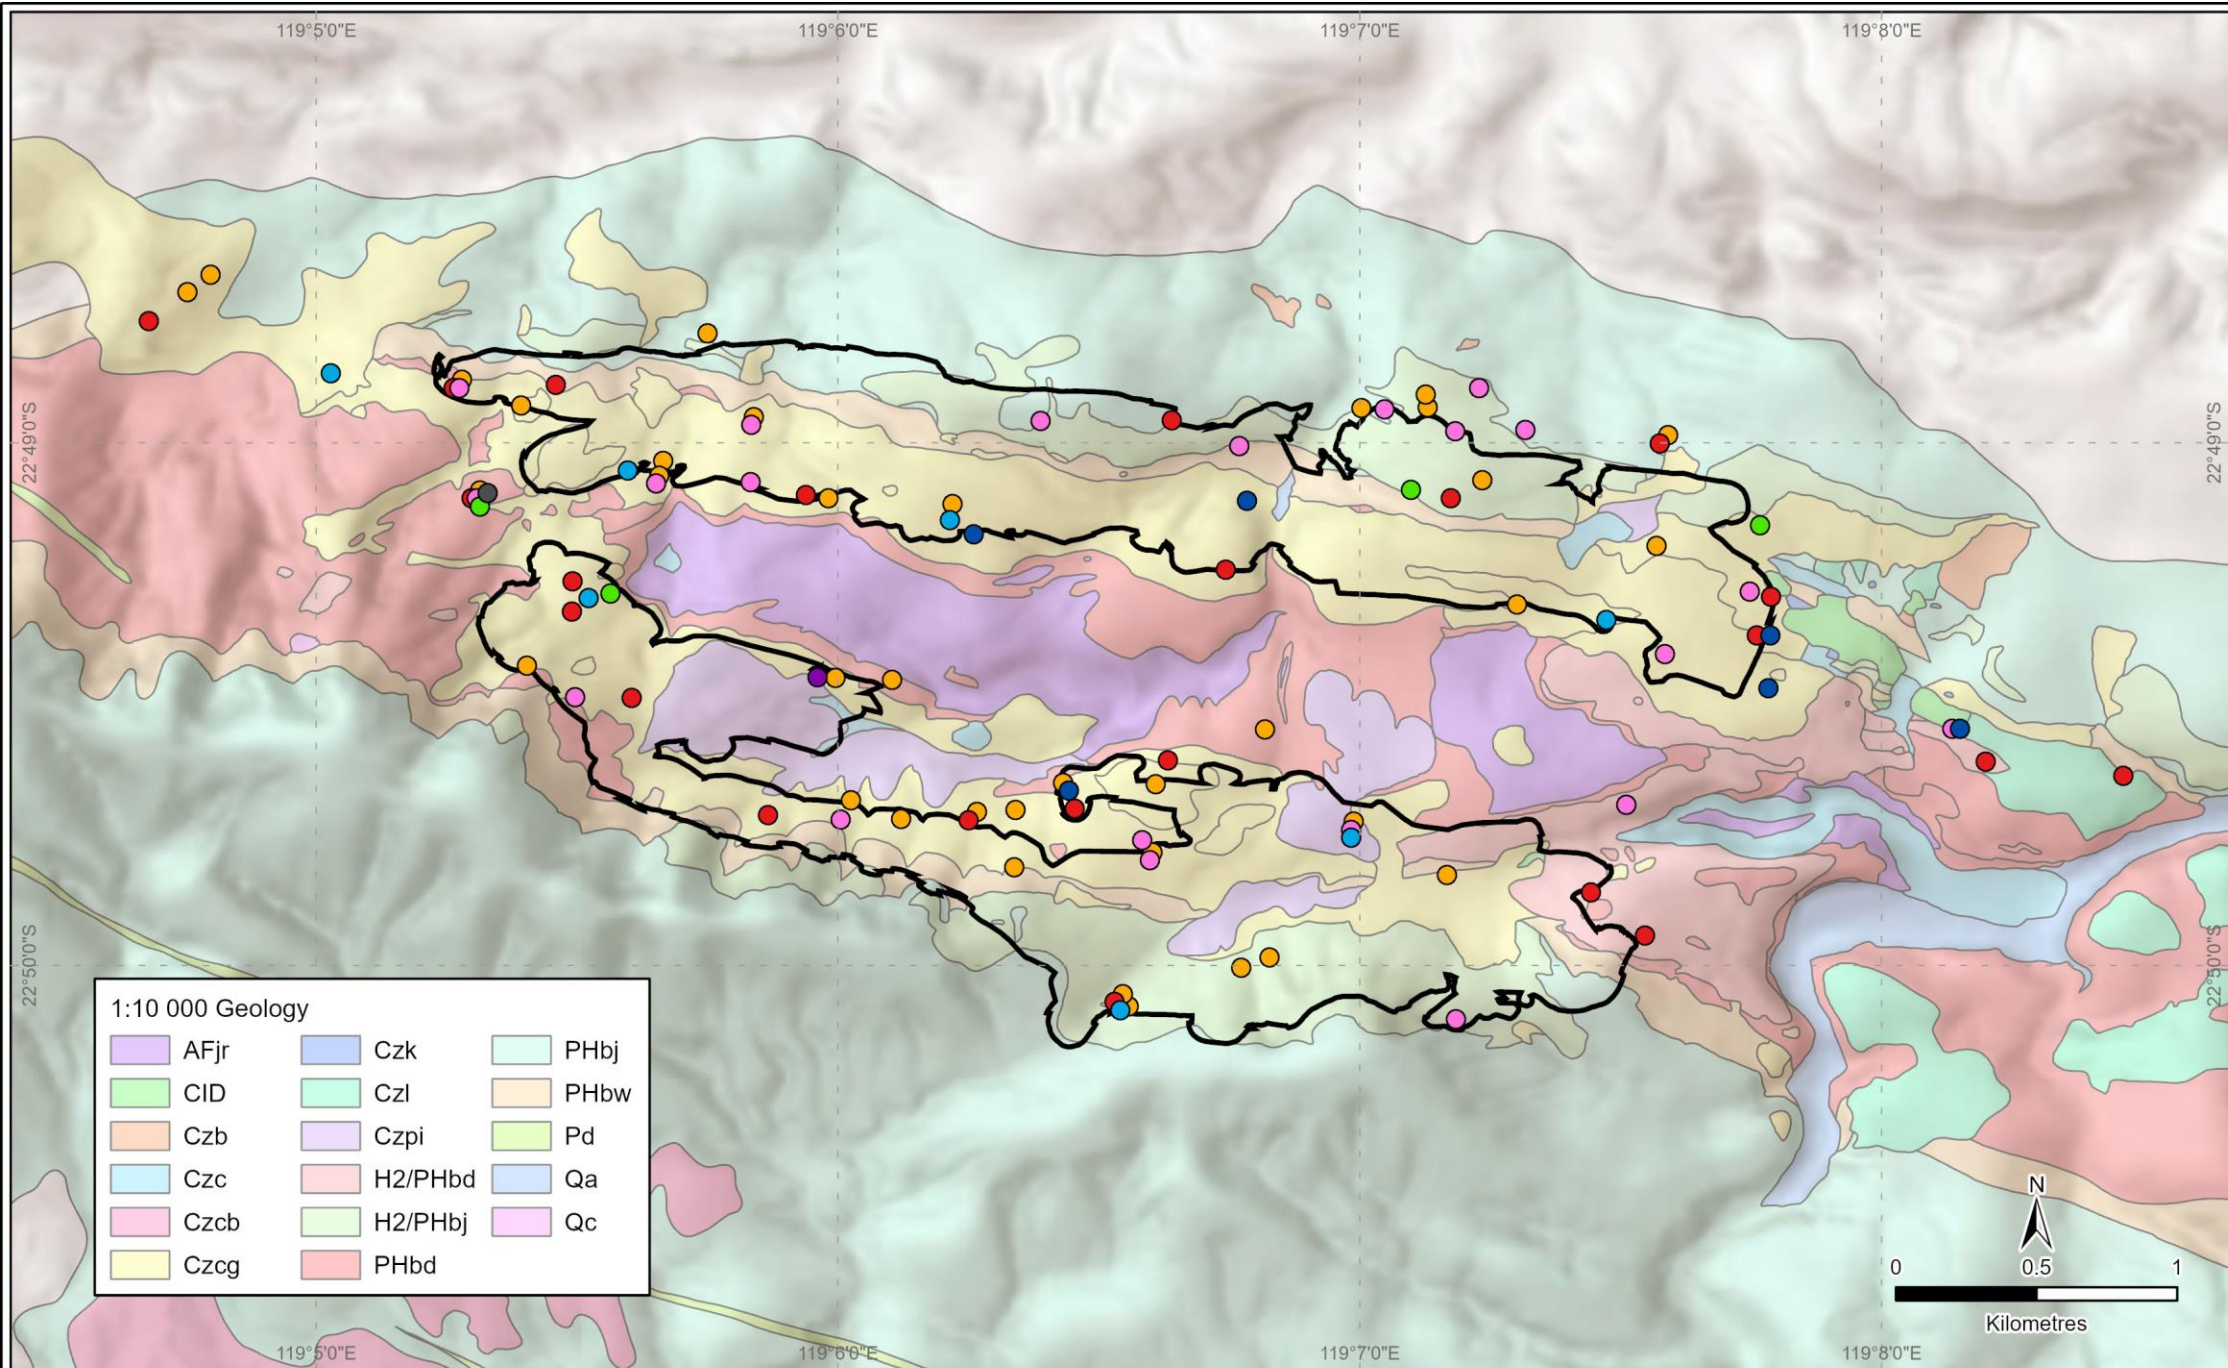 119°5'0"E 119°6'0"E 119°7'0"E 119°8'0"E
22°49'0"S 22°49'0"S
22°50'0"S 22°50'0"S
1:10 000 Geology
AFjr Czk PHbj
CID Czl PHbw
Czb Czpi Pd
Czc H2/PHbd Qa
Czcb H2/PHbj Qc
Czcg PHbd
N
0 0.5 1
Kilometres
119°5'0"E 119°6'0"E 119°7'0"E 119°8'0"E